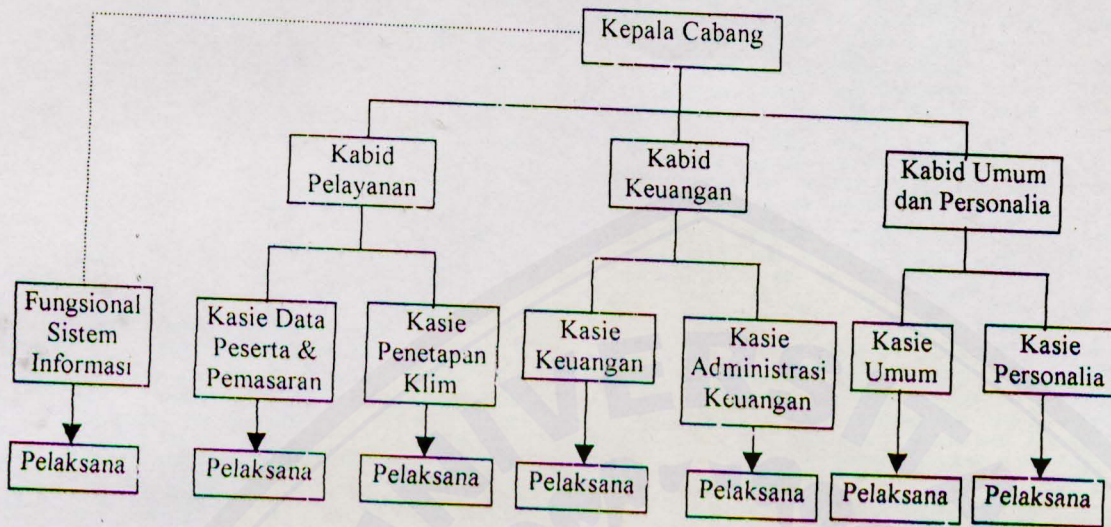 Kepala Cabang
Kabid
Pelayanan
Kabid
Keuangan
Kabid Umum
dan Personalia
Fungsional
Sistem
Informasi
Kasie Data
Peserta &
Pemasaran
Kasie
Penetapan
Klim
Kasie
Keuangan
Kasie
Administrasi
Keuangan
Kasie
Umum
Kasie
Personalia
Pelaksana
Pelaksana
Pelaksana
Pelaksana
Pelaksana
Pelaksana
Pelaksana